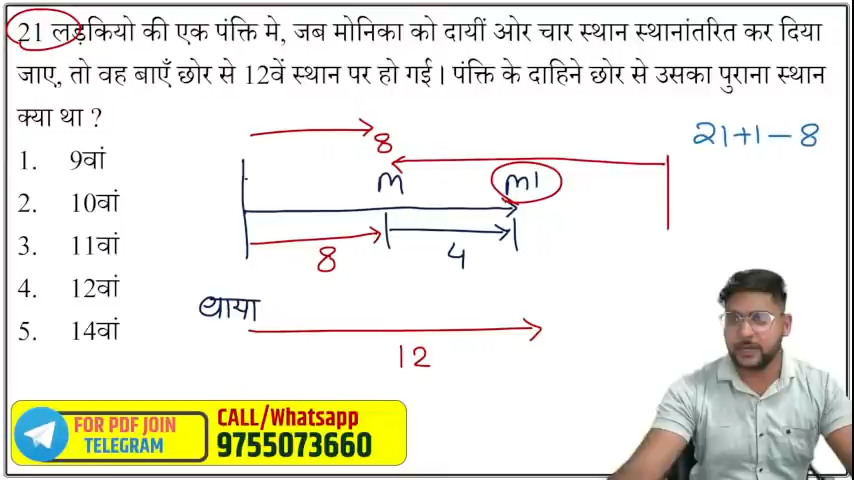 21 लड़कियो की एक पंक्ति मे, जब मोनिका को दायीं ओर चार स्थान स्थानांतरित कर दिया
जाए, तो वह बाएँ छोर से 12वें स्थान पर हो गई। पंक्ति के दाहिने छोर से उसका पुराना स्थान
क्या था ?
21+1-8
8
1. 9वां
M
M1
2. 10वां
3. 11वां
8
4
4. 12वां
5. 14वां
12
FOR PDF JOIN
TELEGRAM
CALL/Whatsapp
9755073660